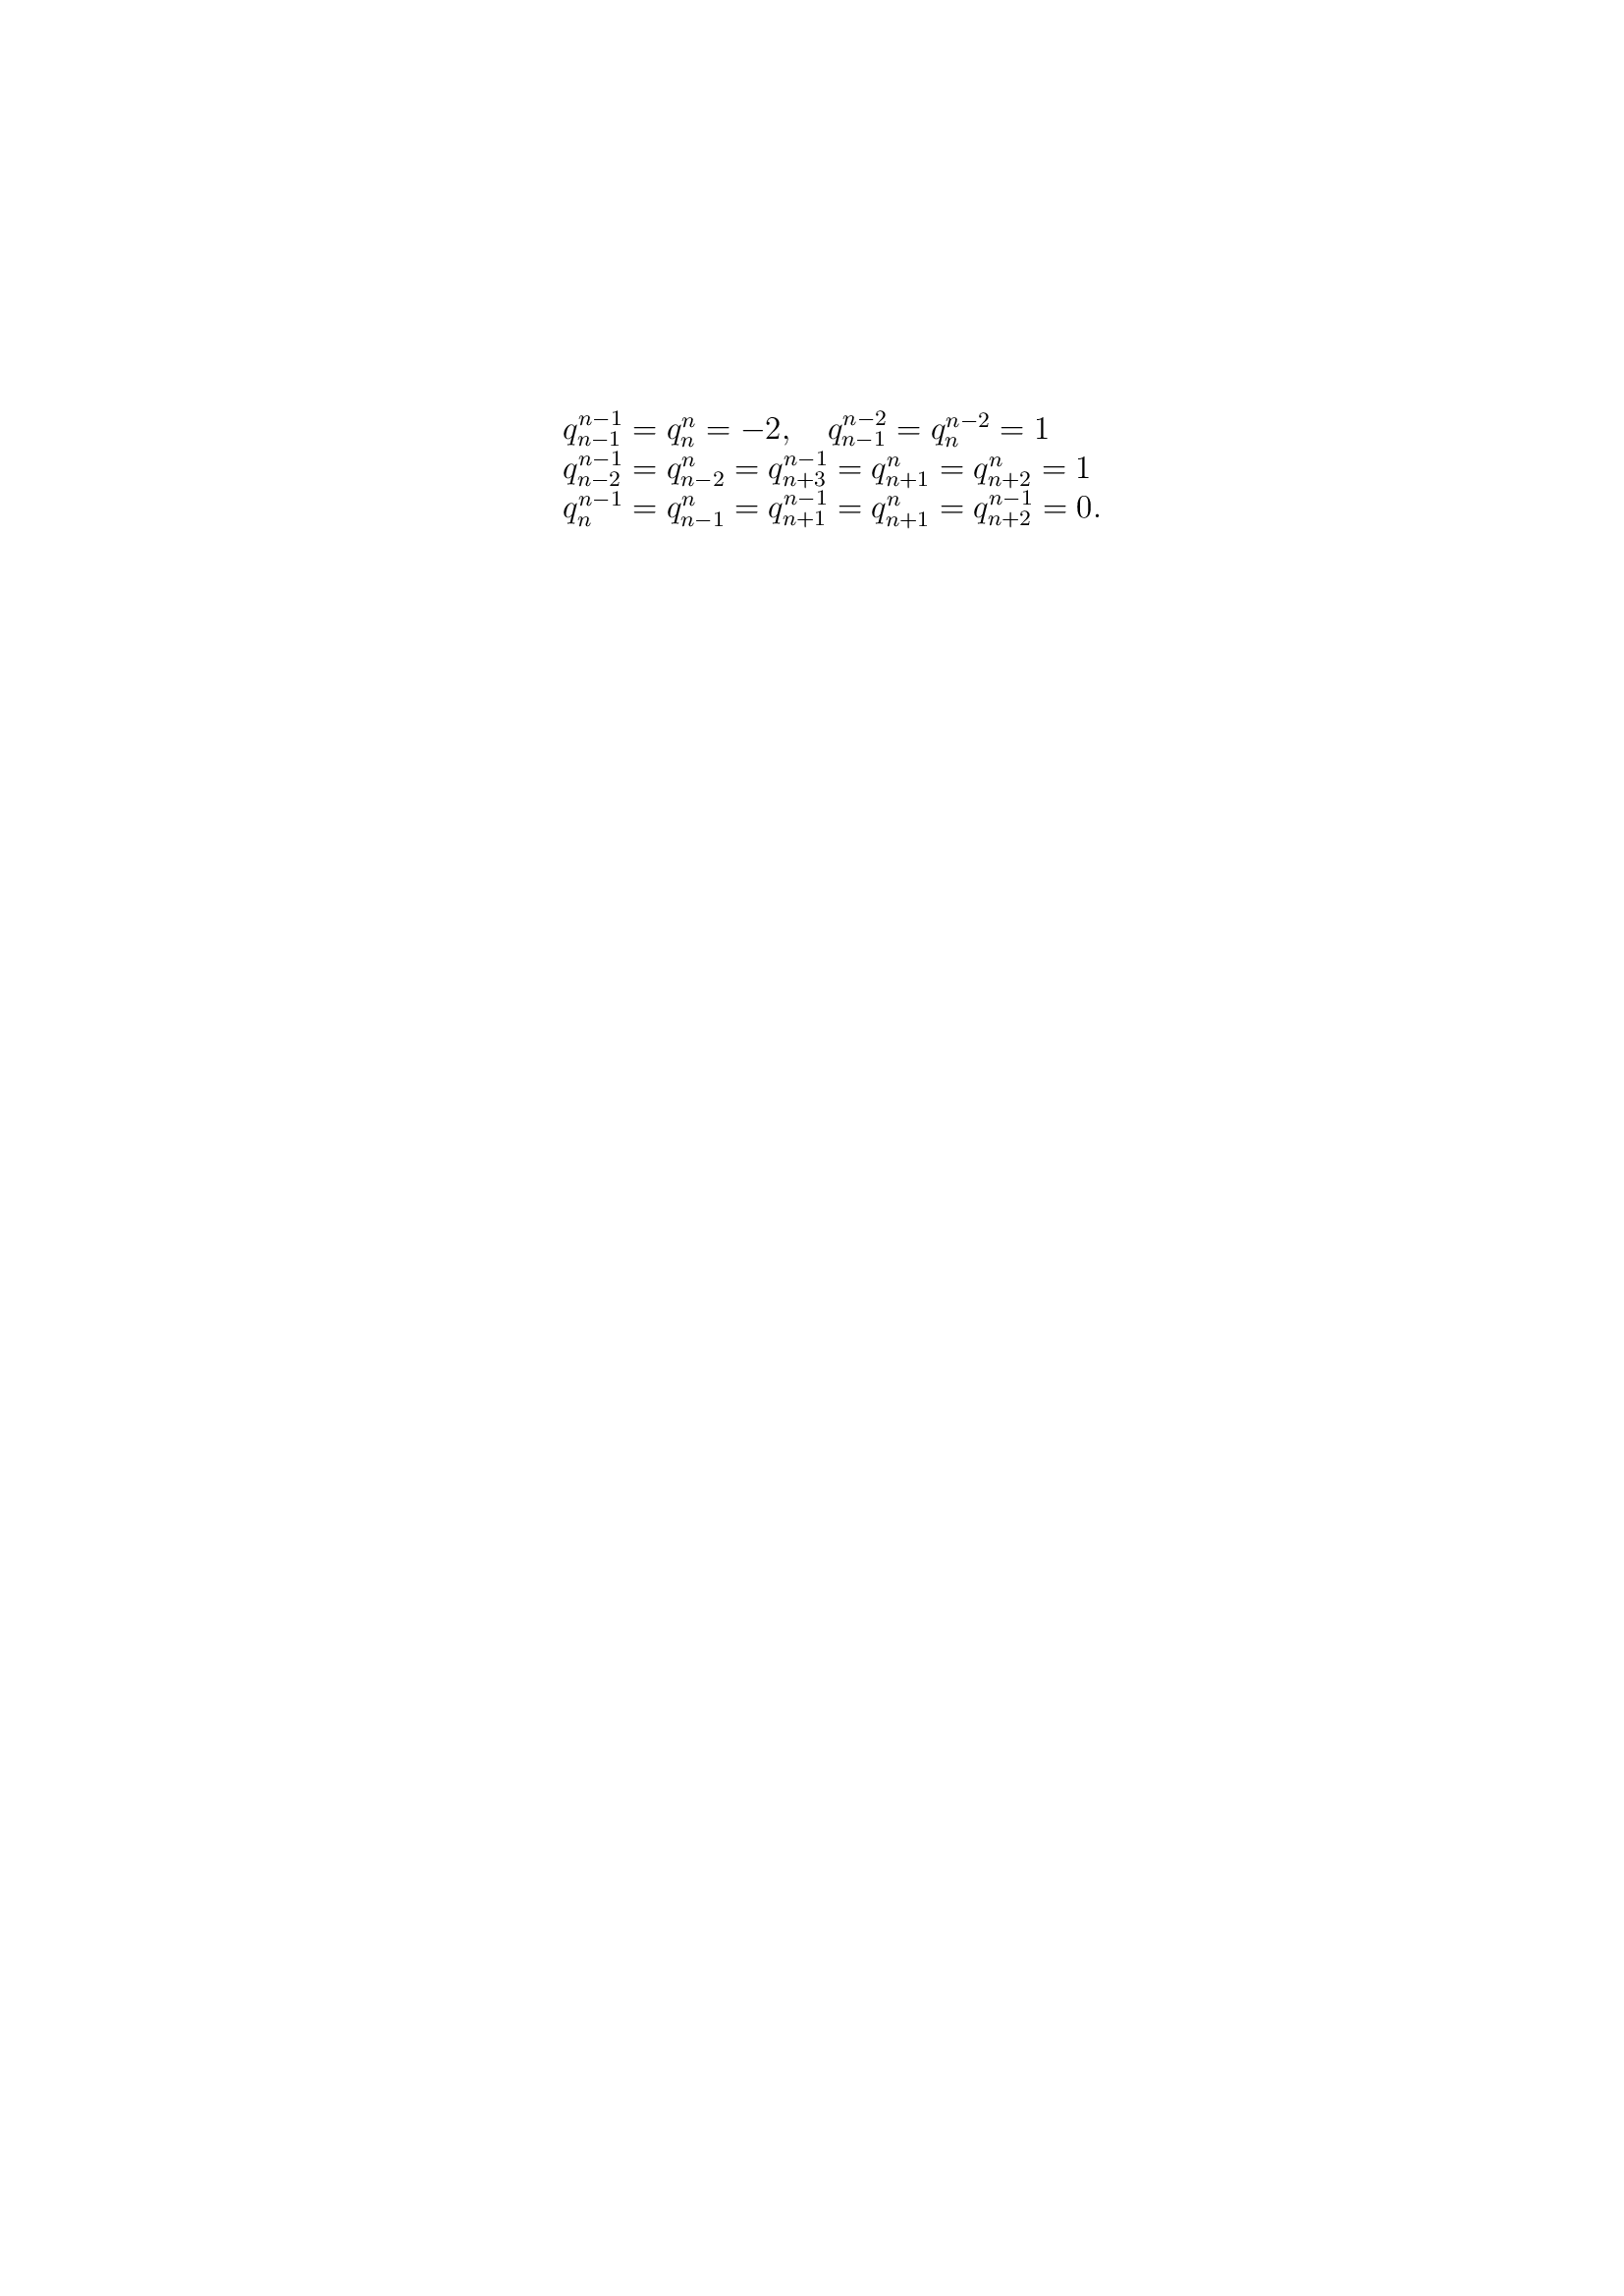 $q_{n-1}^{n-1} = q_n^n = -2, \quad q_{n-1}^{n-2} = q_n^{n-2} = 1$
$q_{n-2}^{n-1} = q_{n-2}^n = q_{n+3}^{n-1} = q_{n+1}^n = q_{n+2}^n = 1$
$q_n^{n-1} = q_{n-1}^n = q_{n+1}^{n-1} = q_{n+1}^n = q_{n+2}^{n-1} = 0.$